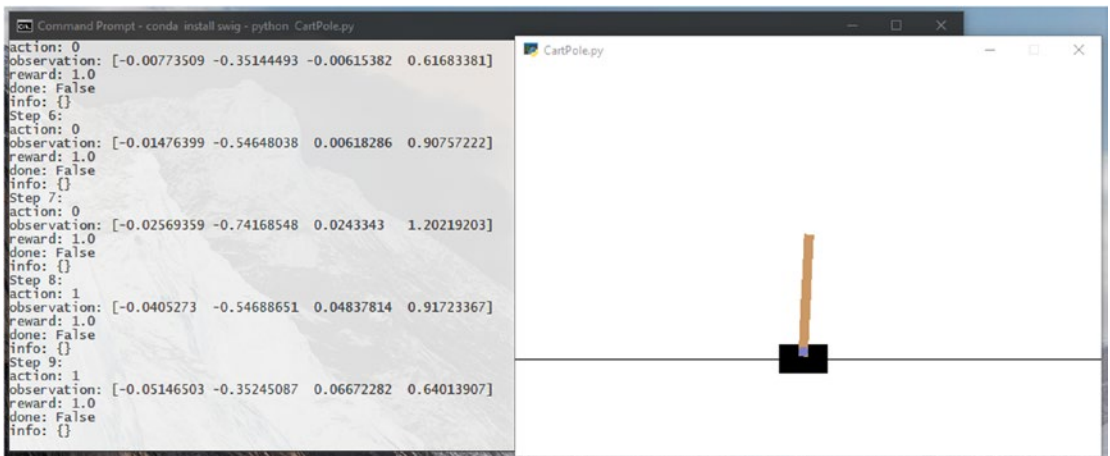 Command Prompt - conda install swig - python CartPole.py
action: 0
observation: [-0.00773509 -0.35144493 -0.00615382 0.61683381]
reward: 1.0
done: False
info: {}
Step 6:
action: 0
observation: [-0.01476399 -0.54648038 0.00618286 0.90757222]
reward: 1.0
done: False
info: {}
Step 7:
action: 0
observation: [-0.02569359 -0.74168548 0.0243343 1.20219203]
reward: 1.0
done: False
info: {}
Step 8:
action: 1
observation: [-0.0405273 -0.54688651 0.04837814 0.91723367]
reward: 1.0
done: False
info: {}
Step 9:
action: 1
observation: [-0.05146503 -0.35245087 0.06672282 0.64013907]
reward: 1.0
done: False
info: {}
CartPole.py